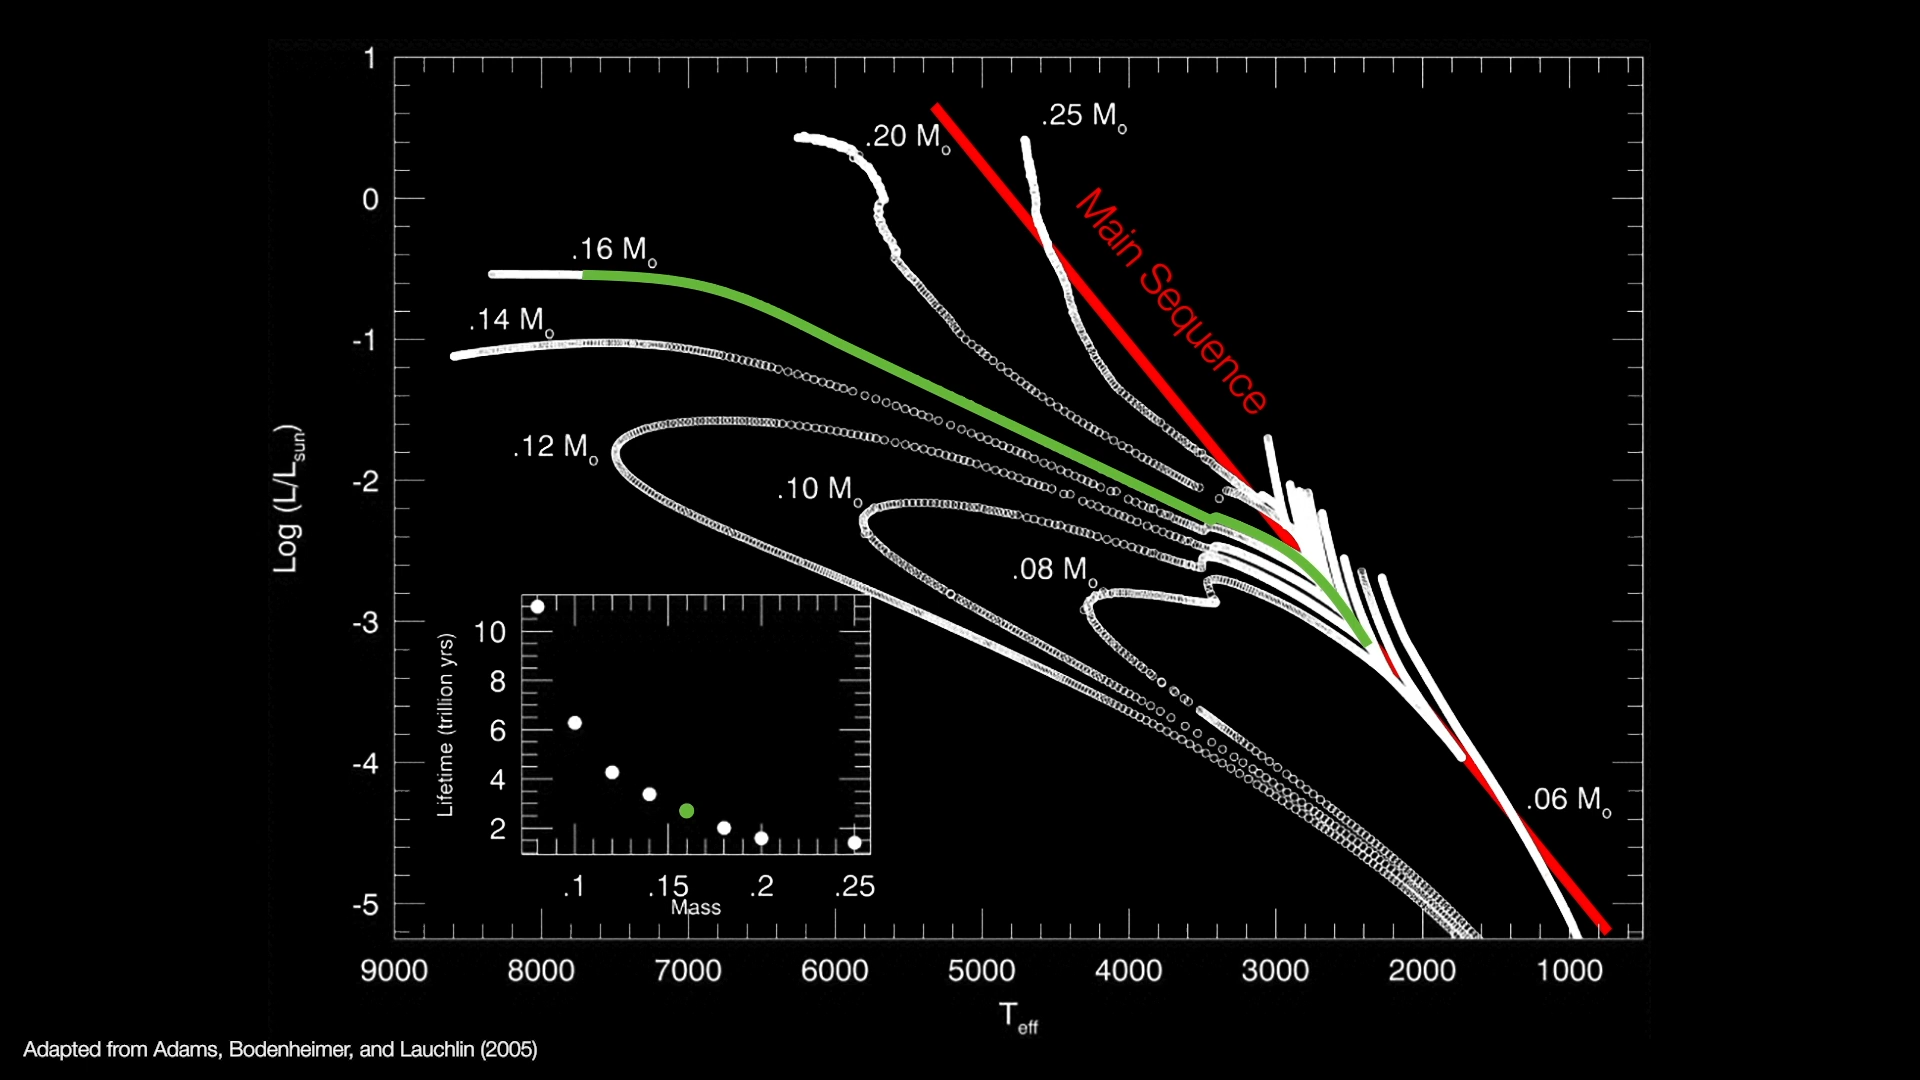 1
0
-1
-2
-3
-4
-5
Log (L/Lsun)
9000 8000 7000 6000 5000 4000 3000 2000 1000
Teff
.25 Mo
.20 Mo
Main Sequence
.16 Mo
.14 Mo
.12 Mo
.10 Mo
.08 Mo
.06 Mo
10
8
6
4
2
Lifetime (trillion yrs)
.1 .15 .2 .25
Mass
Adapted from Adams, Bodenheimer, and Lauchlin (2005)